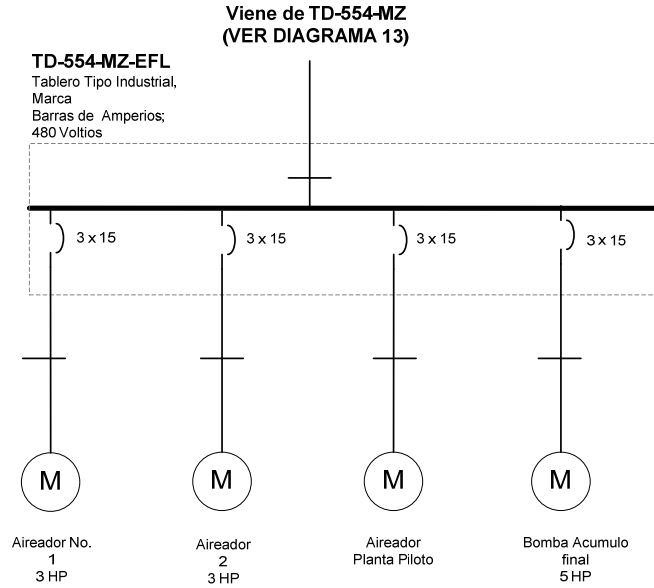 Viene de TD-554-MZ
(VER DIAGRAMA 13)
TD-554-MZ-EFL
Tablero Tipo Industrial,
Marca
Barras de Amperios;
480 Voltios
3 x 15
3 x 15
3 x 15
3 x 15
M
M
M
M
Aireador No.
1
3 HP
Aireador
2
3 HP
Aireador
Planta Piloto
Bomba Acumulo
final
5 HP